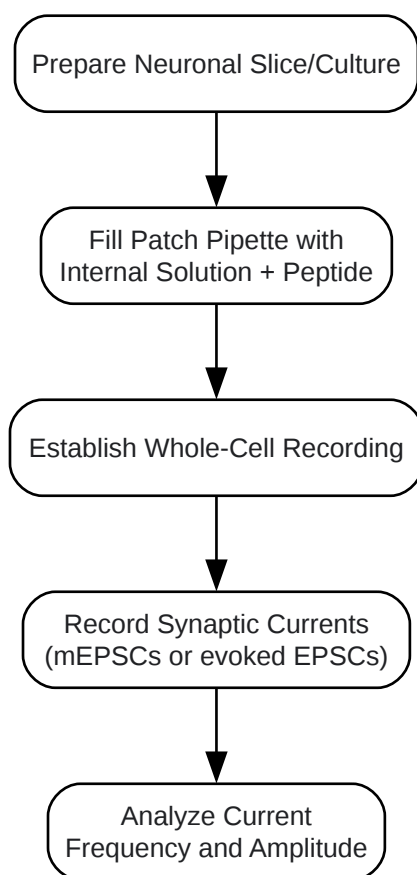 Prepare Neuronal Slice/Culture
Fill Patch Pipette with
Internal Solution + Peptide
Establish Whole-Cell Recording
Record Synaptic Currents
(mEPSCs or evoked EPSCs)
Analyze Current
Frequency and Amplitude